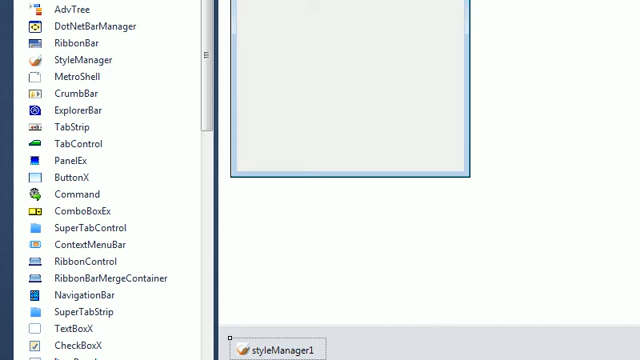 AdvTree
DotNetBarManager
RibbonBar
StyleManager
MetroShell
CrumbBar
ExplorerBar
TabStrip
TabControl
PanelEx
ButtonX
Command
ComboBoxEx
SuperTabControl
ContextMenuBar
RibbonControl
RibbonBarMergeContainer
NavigationBar
SuperTabStrip
TextBoxX
CheckBoxX
styleManager1